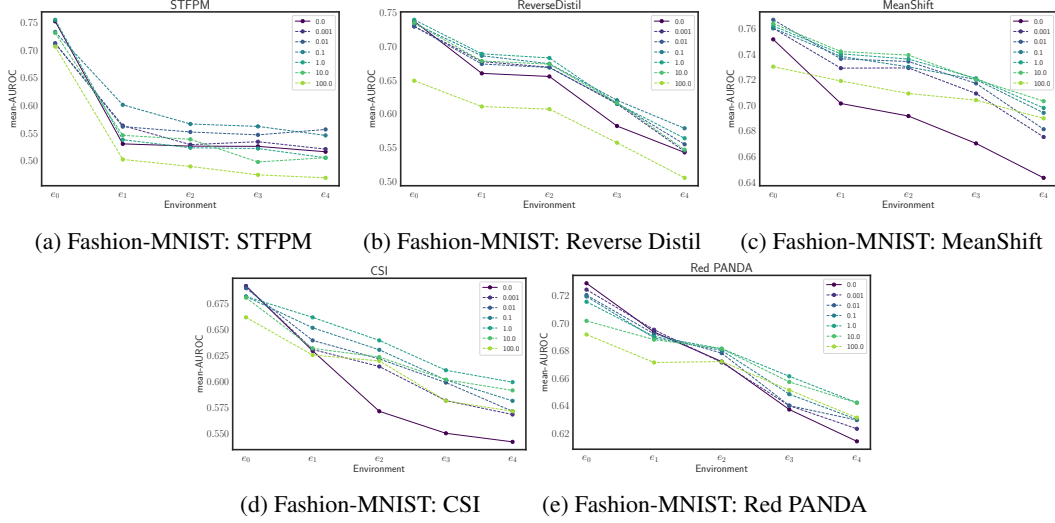 STFPM
0.75
0.70
0.65
0.60
0.55
0.50
mean-AUROC
e0 e1 e2 e3 e4
Environment
0.0
0.001
0.01
0.1
1.0
10.0
100.0
ReverseDistil
0.75
0.70
0.65
0.60
0.55
0.50
mean-AUROC
e0 e1 e2 e3 e4
Environment
0.0
0.001
0.01
0.1
1.0
10.0
100.0
MeanShift
0.76
0.74
0.72
0.70
0.68
0.66
0.64
mean-AUROC
e0 e1 e2 e3 e4
Environment
0.0
0.001
0.01
0.1
1.0
10.0
100.0
(a) Fashion-MNIST: STFPM
(b) Fashion-MNIST: Reverse Distil
(c) Fashion-MNIST: MeanShift
CSI
0.675
0.650
0.625
0.600
0.575
0.550
mean-AUROC
e0 e1 e2 e3 e4
Environment
0.0
0.001
0.01
0.1
1.0
10.0
100.0
Red PANDA
0.72
0.70
0.68
0.66
0.64
0.62
mean-AUROC
e0 e1 e2 e3 e4
Environment
0.0
0.001
0.01
0.1
1.0
10.0
100.0
(d) Fashion-MNIST: CSI
(e) Fashion-MNIST: Red PANDA